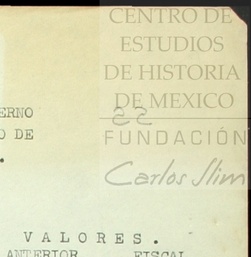 CENTRO DE
ESTUDIOS
DE HISTORIA
DE MEXICO
FUNDACIÓN
Carlos Slim
ERNO
O DE
.
VALORES.
ANTERIOR FISCAL